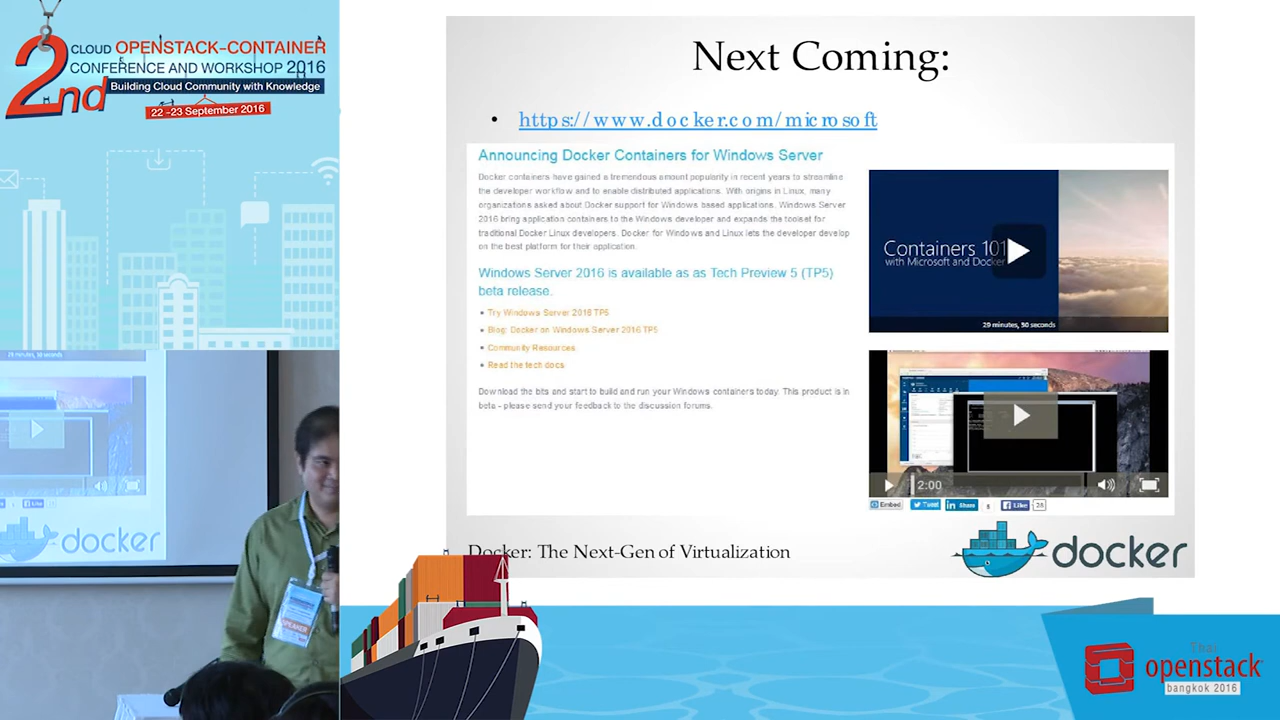 2nd
CLOUD OPENSTACK-CONTAINER
CONFERENCE AND WORKSHOP 2016
Building Cloud Community with Knowledge
22 -23 September 2016
Next Coming:
• https://www.docker.com/microsoft
Announcing Docker Containers for Windows Server
Docker containers have gained a tremendous amount popularity in recent years to streamline
the developer workflow and to enable distributed applications. With origins in Linux, many
organizations asked about Docker support for Windows based applications. Windows Server
2016 bring application containers to the Windows developer and expands the toolset for
traditional Docker Linux developers. Docker for Windows and Linux lets the developer develop
on the best platform for their application.
Windows Server 2016 is available as as Tech Preview 5 (TP5)
beta release.
• Try Windows Server 2016 TP5
• Blog: Docker on Windows Server 2016 TP5
• Community Resources
• Read the tech docs
Download the bits and start to build and run your Windows containers today. This product is in
beta - please send your feedback to the discussion forums.
Containers 101
with Microsoft and Docker
29 minutes, 50 seconds
2:00
Embed
Tweet
in Share
8
Like
26
Docker: The Next-Gen of Virtualization
docker
docker
SPEAKER
Thai
openstack
bangkok 2016